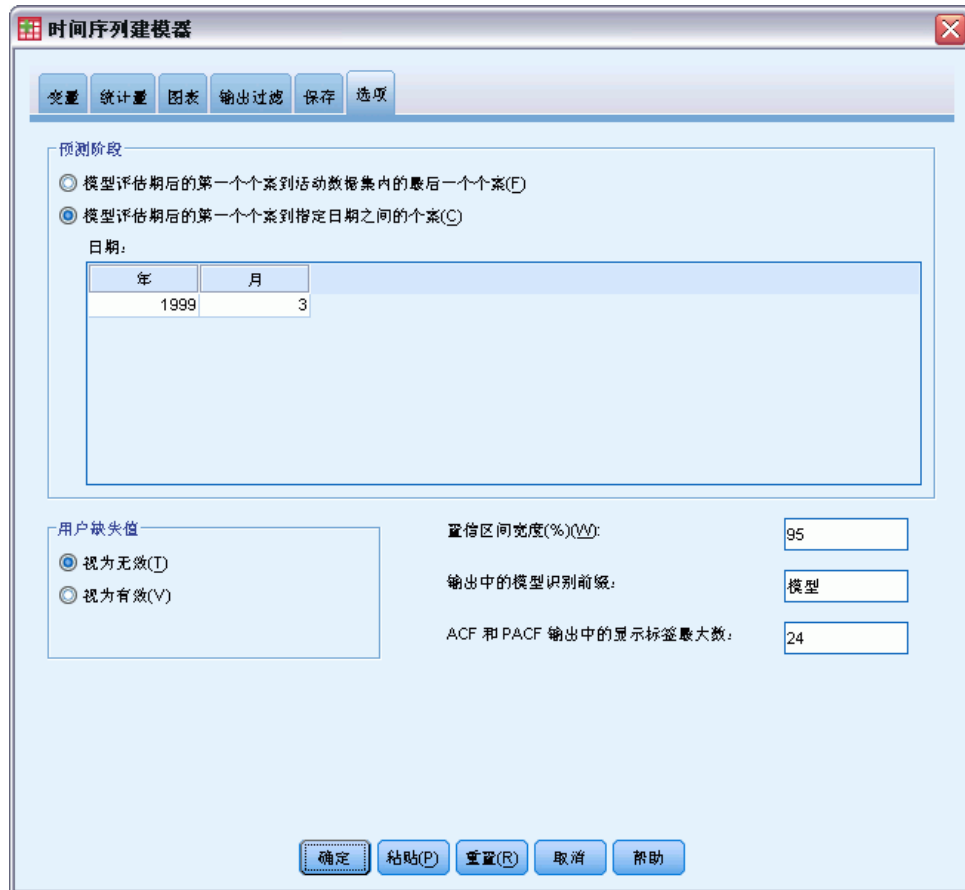 时间序列建模器
变量 统计量 图表 输出过滤 保存 选项
预测阶段
模型评估期后的第一个个案到活动数据集内的最后一个个案(F)
模型评估期后的第一个个案到指定日期之间的个案(C)
日期:
年 月
1999 3
用户缺失值
视为无效(T)
视为有效(V)
置信区间宽度(%)(W): 95
输出中的模型识别前缀: 模型
ACF 和 PACF 输出中的显示标签最大数: 24
确定 粘贴(P) 重置(R) 取消 帮助